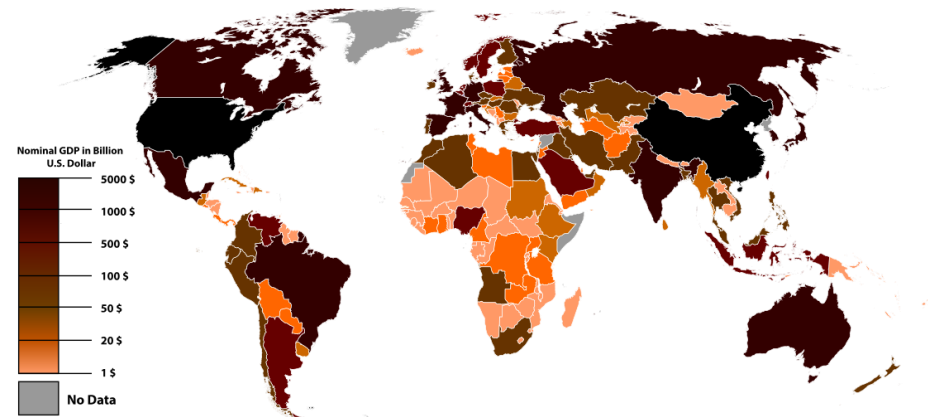 Nominal GDP in Billion
U.S. Dollar
5000 $
1000 $
500 $
100 $
50 $
20 $
1 $
No Data